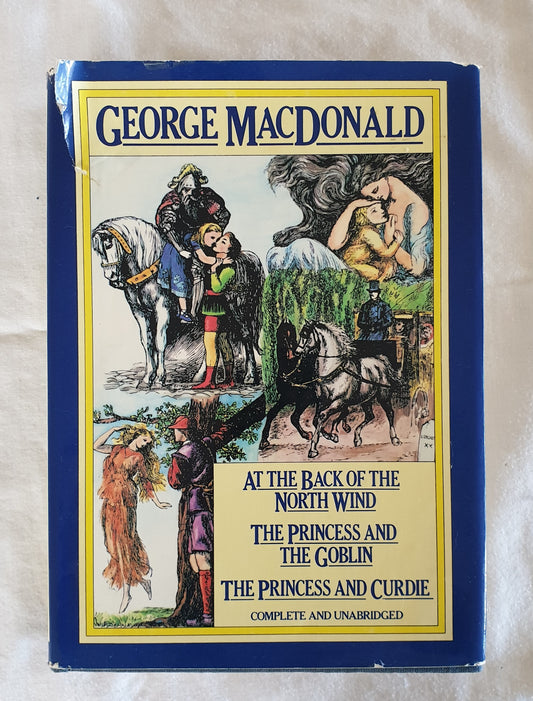 GEORGE MACDONALD
AT THE BACK OF THE
NORTH WIND
THE PRINCESS AND
THE GOBLIN
THE PRINCESS AND CURDIE
COMPLETE AND UNABRIDGED